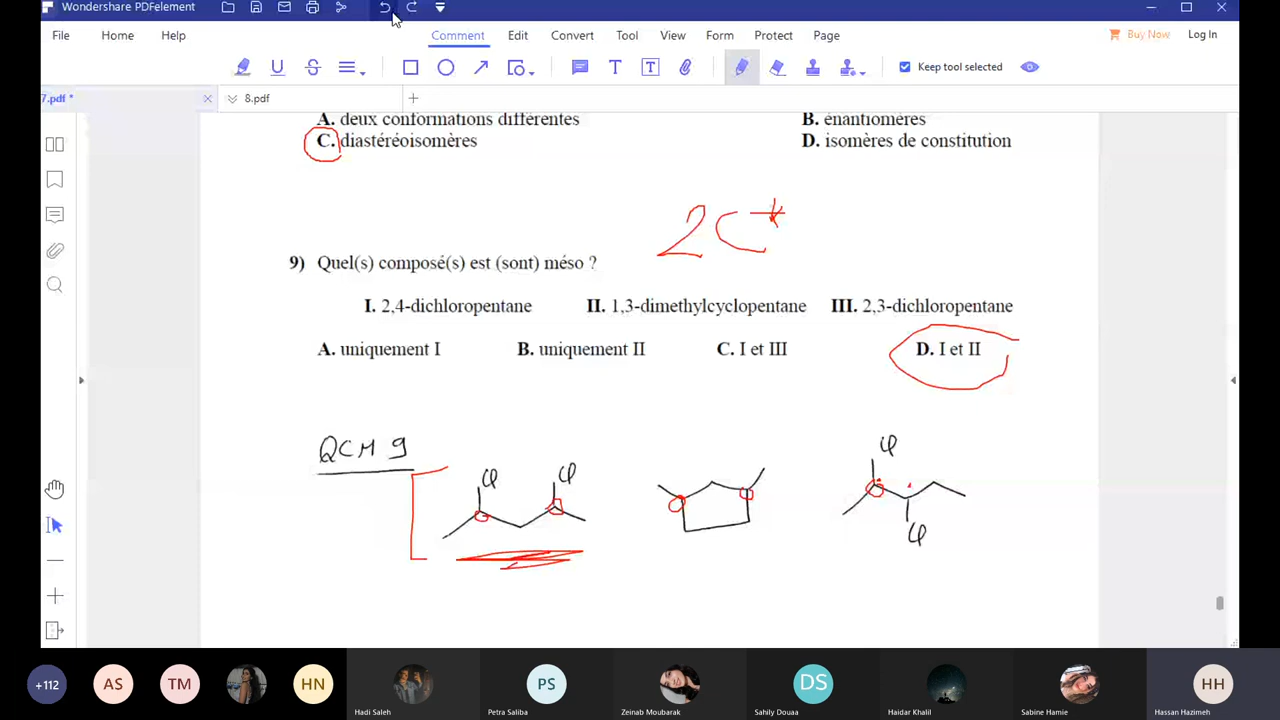 Wondershare PDFelement
File Home Help Comment Edit Convert Tool View Form Protect Page Buy Now Log In
Keep tool selected
7.pdf * 8.pdf
A. deux conformations différentes B. énantiomères
C. diastéréoisomères D. isomères de constitution
2C*
9) Quel(s) composé(s) est (sont) méso ?
I. 2,4-dichloropentane II. 1,3-dimethylcyclopentane III. 2,3-dichloropentane
A. uniquement I B. uniquement II C. I et III D. I et II
QCM 9
Cl Cl Cl
Cl
+112 AS TM HN PS DS HH
Hadi Saleh Petra Saliba Zeinab Moubarak Sahily Douaa Haidar Khalil Sabine Hamie Hassan Hazimeh